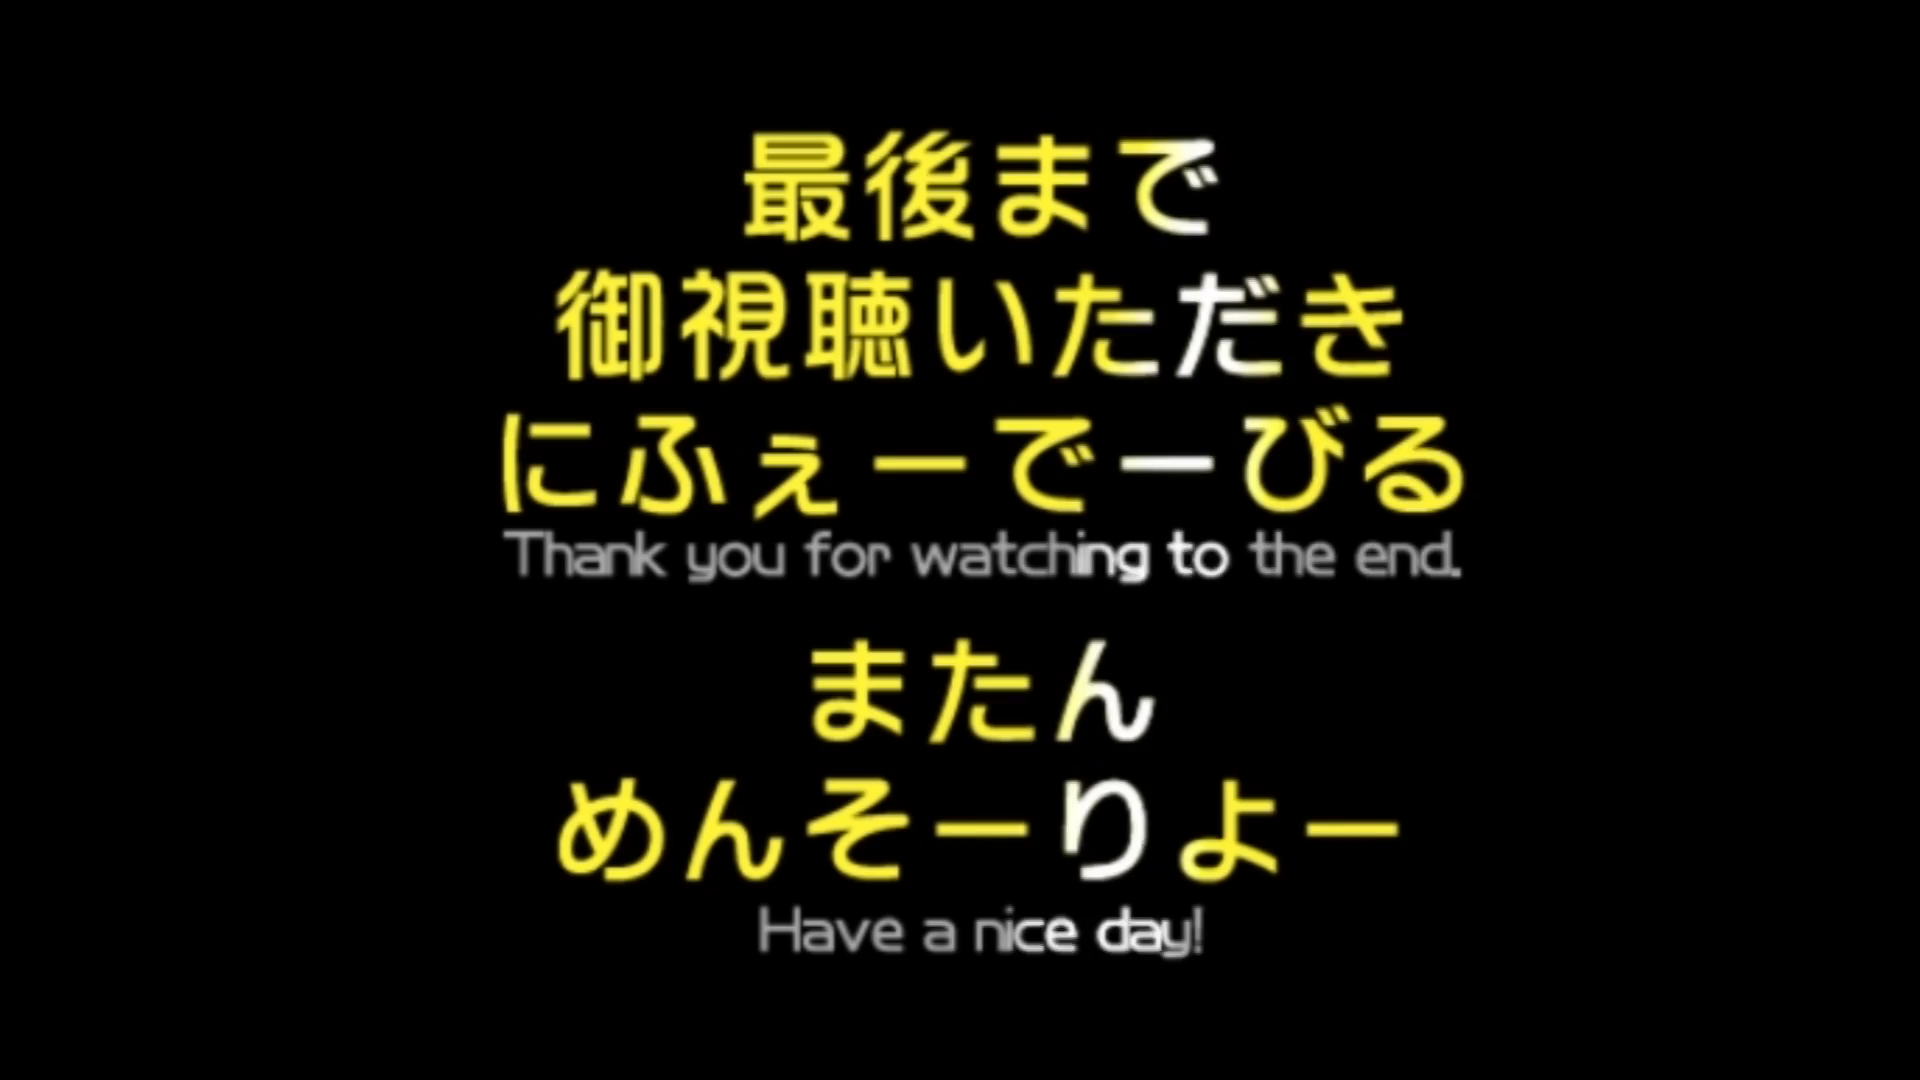 最後まで
御視聴いただき
にふぇーでーびる
Thank you for watching to the end.
またん
めんそーりよー
Have a nice day!